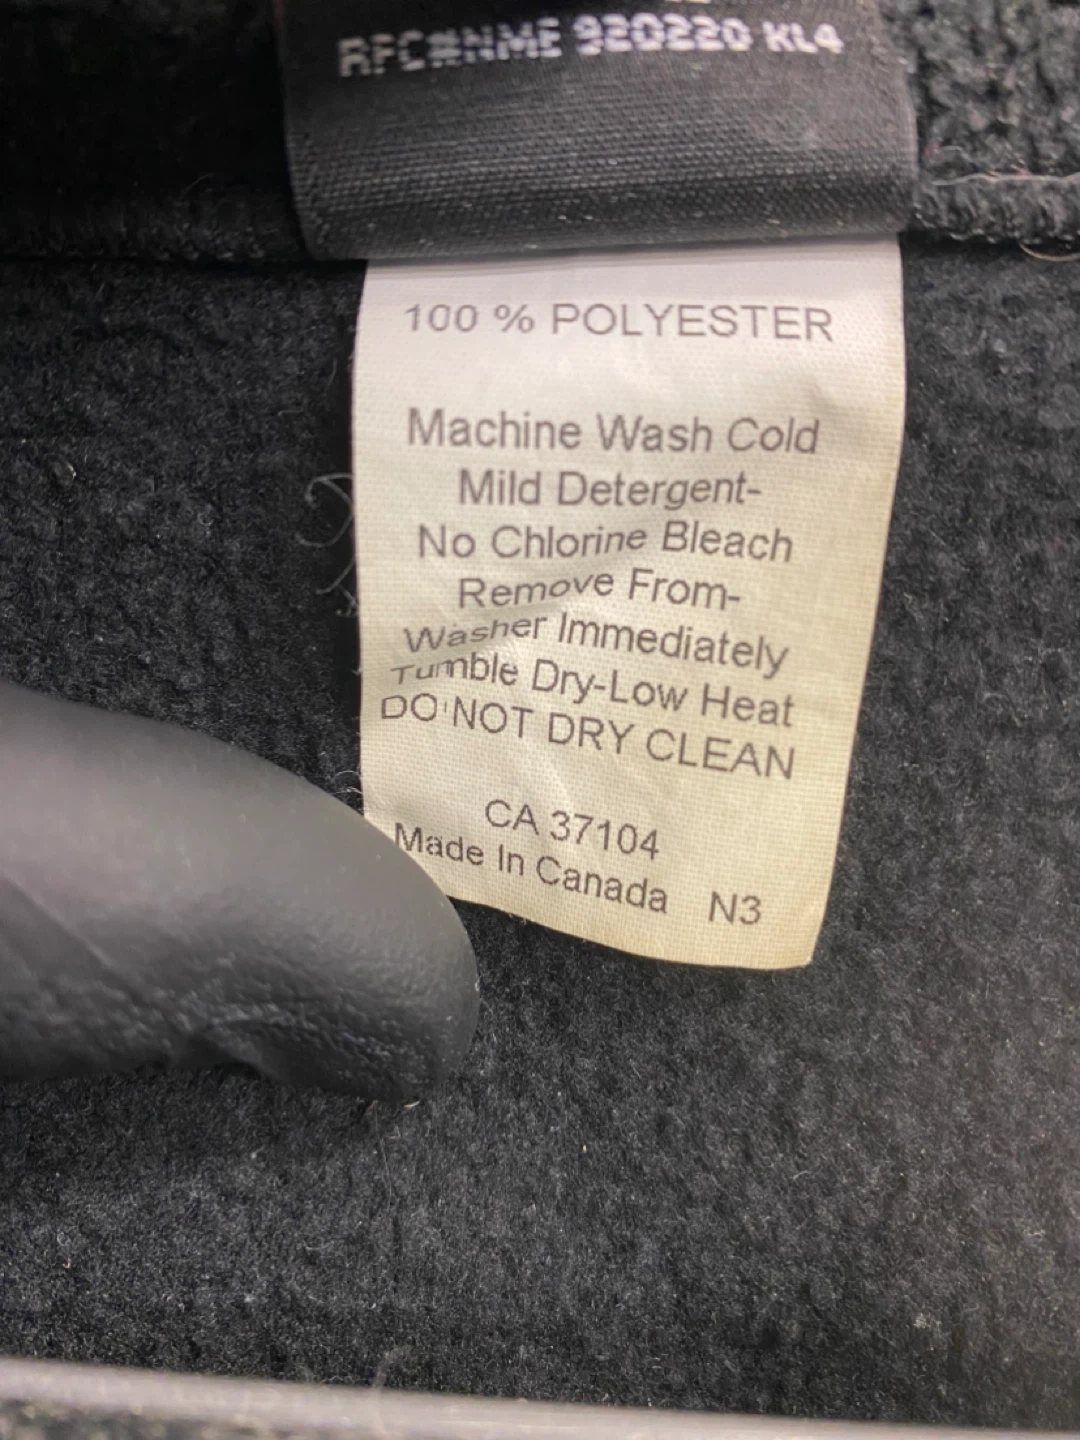 RFC#NME 920220 KL4
100 % POLYESTER
Machine Wash Cold
Mild Detergent-
No Chlorine Bleach
Remove From-
Washer Immediately
Tumble Dry-Low Heat
DO NOT DRY CLEAN
CA 37104
Made In Canada N3